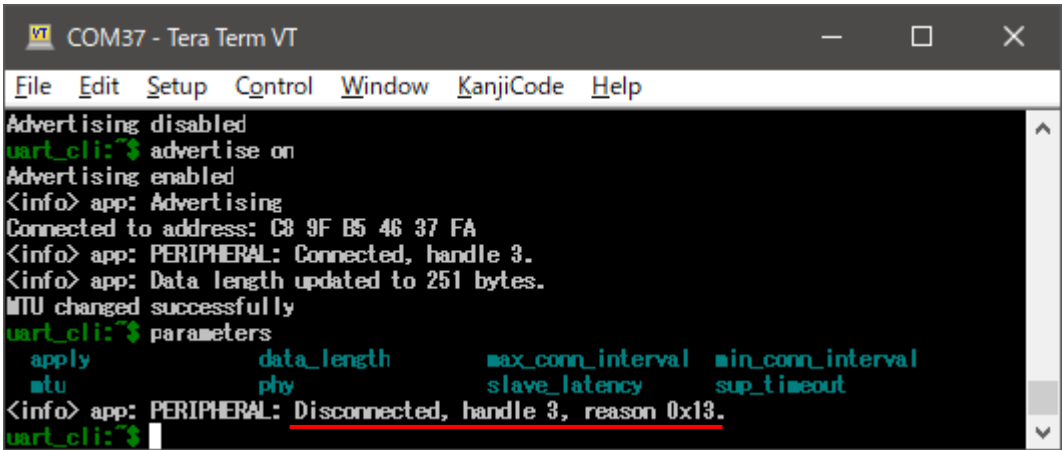 COM37 - Tera Term VT
File Edit Setup Control Window KanjiCode Help
Advertising disabled
uart_cli:~$ advertise on
Advertising enabled
<info> app: Advertising
Connected to address: C8 9F B5 46 37 FA
<info> app: PERIPHERAL: Connected, handle 3.
<info> app: Data length updated to 251 bytes.
MTU changed successfully
uart_cli:~$ parameters
apply data_length max_conn_interval min_conn_interval
mtu phy slave_latency sup_timeout
<info> app: PERIPHERAL: Disconnected, handle 3, reason 0x13.
uart_cli:~$